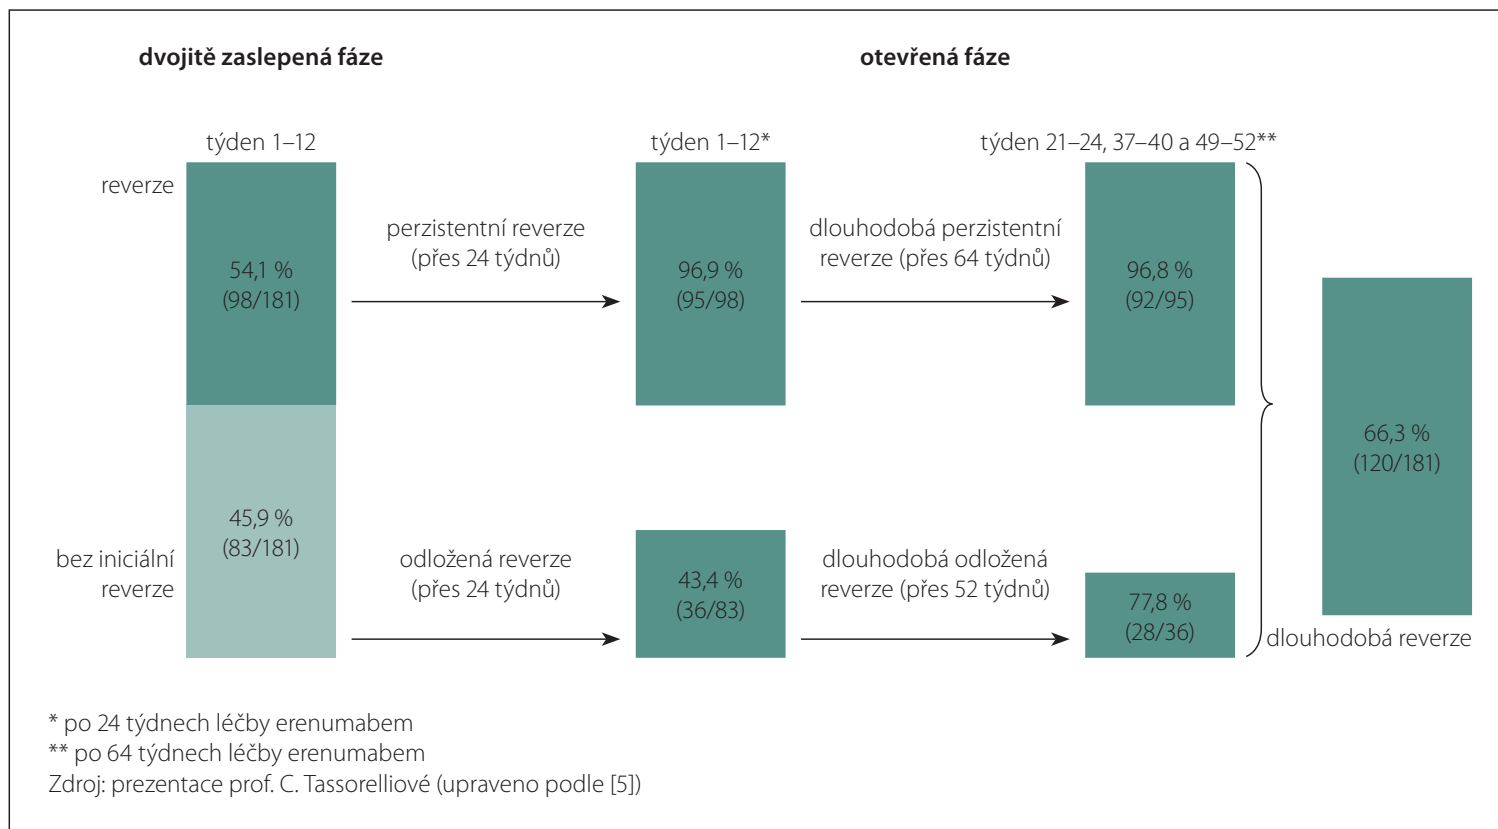 dvojitě zaslepená fáze
otevřená fáze
týden 1–12
týden 1–12*
týden 21–24, 37–40 a 49–52**
reverze
54,1 %
(98/181)
perzistentní reverze
(přes 24 týdnů)
96,9 %
(95/98)
dlouhodobá perzistentní
reverze (přes 64 týdnů)
96,8 %
(92/95)
66,3 %
(120/181)
dlouhodobá reverze
bez iniciální
reverze
45,9 %
(83/181)
odložená reverze
(přes 24 týdnů)
43,4 %
(36/83)
dlouhodobá odložená
reverze (přes 52 týdnů)
77,8 %
(28/36)
* po 24 týdnech léčby erenumabem
** po 64 týdnech léčby erenumabem
Zdroj: prezentace prof. C. Tassorelliové (upraveno podle [5])